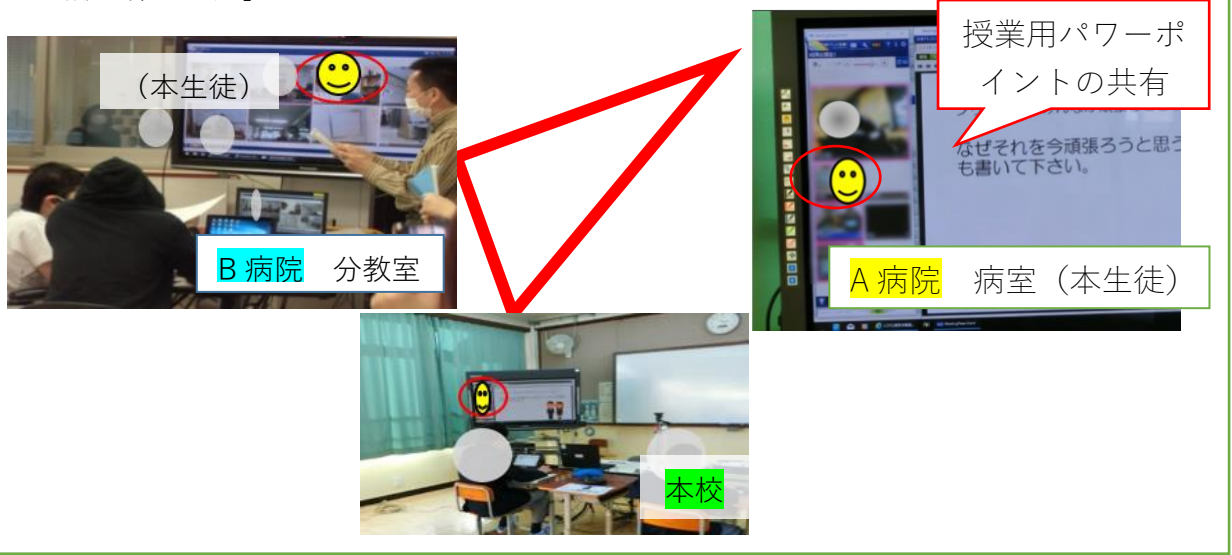 授業用パワーポ
イントの共有
（本生徒）
なぜそれを今頑張ろうと思う
も書いて下さい。
B 病院　分教室
A 病院　病室（本生徒）
本校